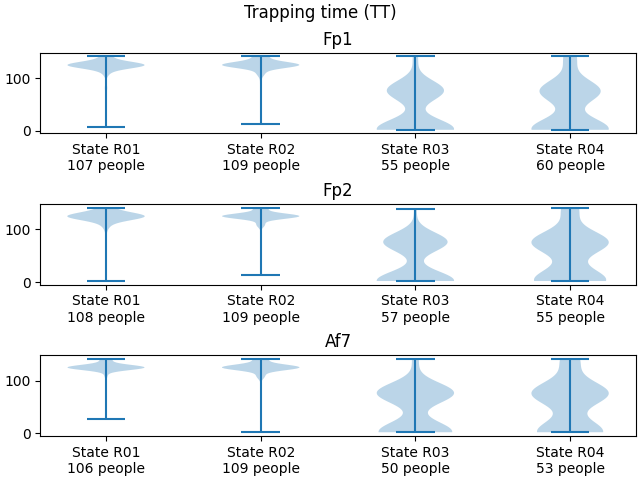 Trapping time (TT)
Fp1
100
0
State R01 State R02 State R03 State R04
107 people 109 people 55 people 60 people
Fp2
100
0
State R01 State R02 State R03 State R04
108 people 109 people 57 people 55 people
Af7
100
0
State R01 State R02 State R03 State R04
106 people 109 people 50 people 53 people